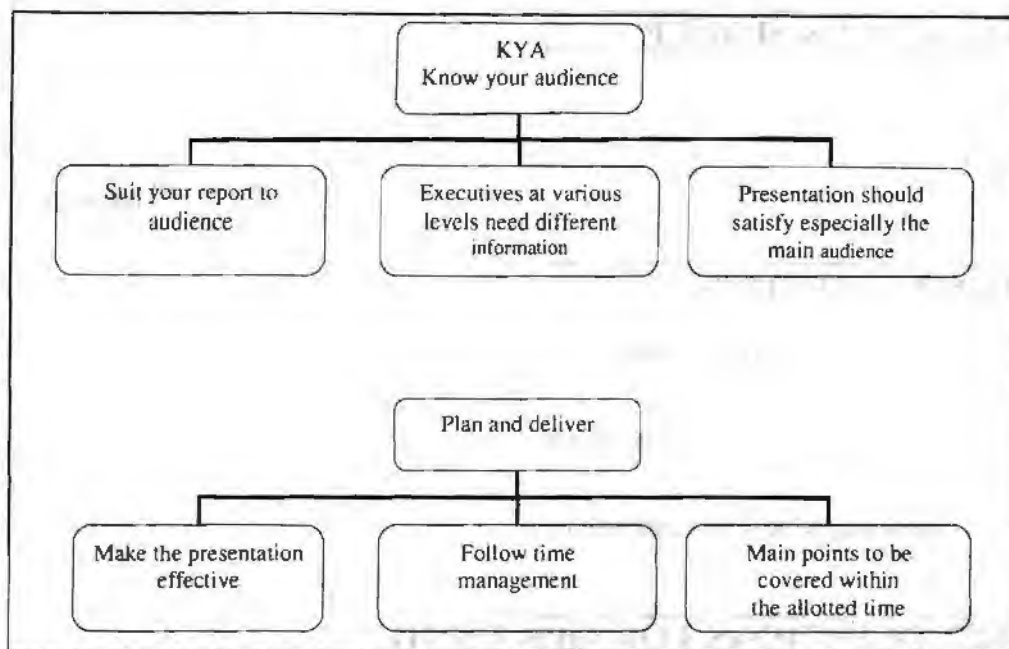 KYA
Know your audience
Suit your report to
audience
Executives at various
levels need different
information
Presentation should
satisfy especially the
main audience
Plan and deliver
Make the presentation
effective
Follow time
management
Main points to be
covered within
the allotted time